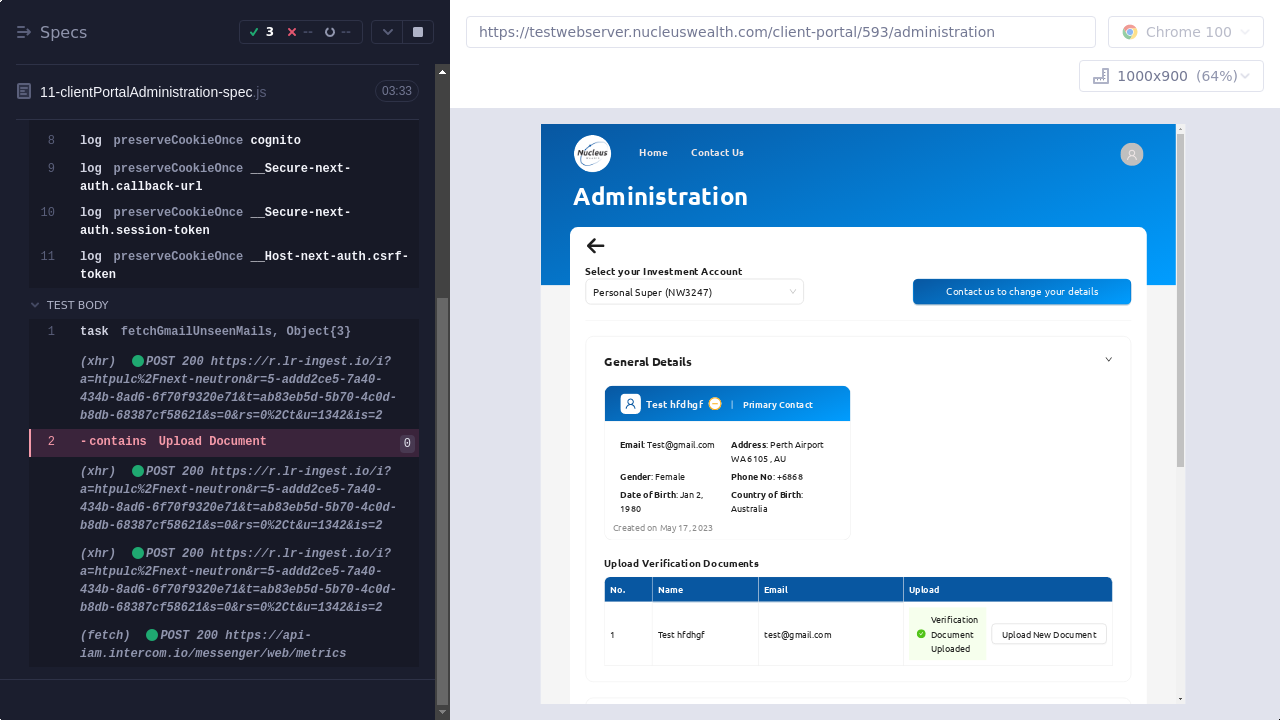 Specs
3
--
--
11-clientPortalAdministration-spec.js
03:33
8 log preserveCookieOnce cognito
9 log preserveCookieOnce __Secure-next-
auth.callback-url
10 log preserveCookieOnce __Secure-next-
auth.session-token
11 log preserveCookieOnce __Host-next-auth.csrf-
token
TEST BODY
1 task fetchGmailUnseenMails, Object{3}
(xhr) POST 200 https://r.lr-ingest.io/i?
a=htpulc%2Fnext-neutron&r=5-addd2ce5-7a40-
434b-8ad6-6f70f9320e71&t=ab83eb5d-5b70-4c0d-
b8db-68387cf58621&s=0&rs=0%2Ct&u=1342&is=2
2 -contains Upload Document 0
(xhr) POST 200 https://r.lr-ingest.io/i?
a=htpulc%2Fnext-neutron&r=5-addd2ce5-7a40-
434b-8ad6-6f70f9320e71&t=ab83eb5d-5b70-4c0d-
b8db-68387cf58621&s=0&rs=0%2Ct&u=1342&is=2
(xhr) POST 200 https://r.lr-ingest.io/i?
a=htpulc%2Fnext-neutron&r=5-addd2ce5-7a40-
434b-8ad6-6f70f9320e71&t=ab83eb5d-5b70-4c0d-
b8db-68387cf58621&s=0&rs=0%2Ct&u=1342&is=2
(fetch) POST 200 https://api-
iam.intercom.io/messenger/web/metrics
https://testwebserver.nucleuswealth.com/client-portal/593/administration
Chrome 100
1000x900 (64%)
Nucleus
Home
Contact Us
Administration
Select your Investment Account
Personal Super (NW3247)
Contact us to change your details
General Details
Test hfdhgf | Primary Contact
Email: Test@gmail.com
Address: Perth Airport
WA 6105 , AU
Gender: Female
Phone No: +6868
Date of Birth: Jan 2,
1980
Country of Birth:
Australia
Created on May 17, 2023
Upload Verification Documents
No. Name Email Upload
1 Test hfdhgf test@gmail.com
Verification
Document
Uploaded
Upload New Document